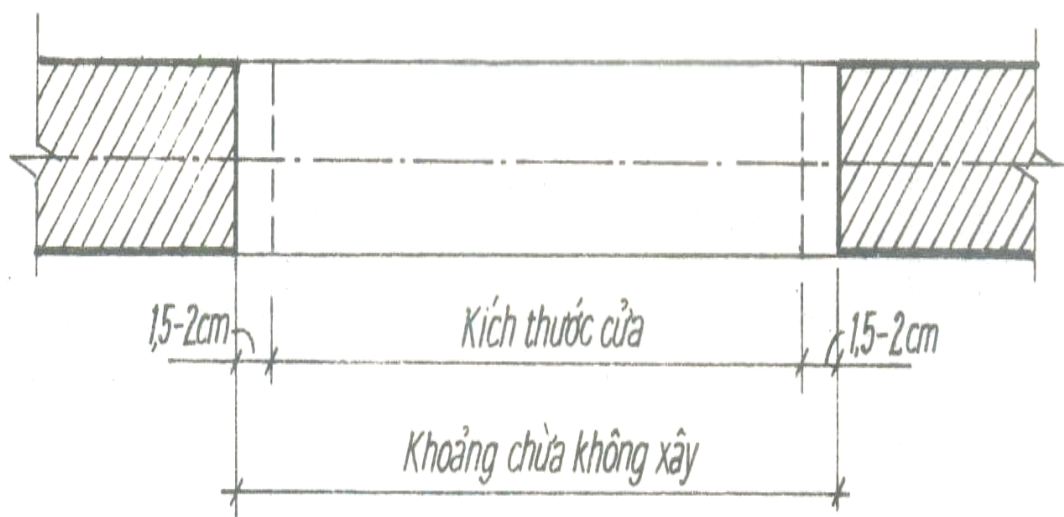 1,5-2cm
Kích thước cửa
1,5-2cm
Khoảng chừa không xây